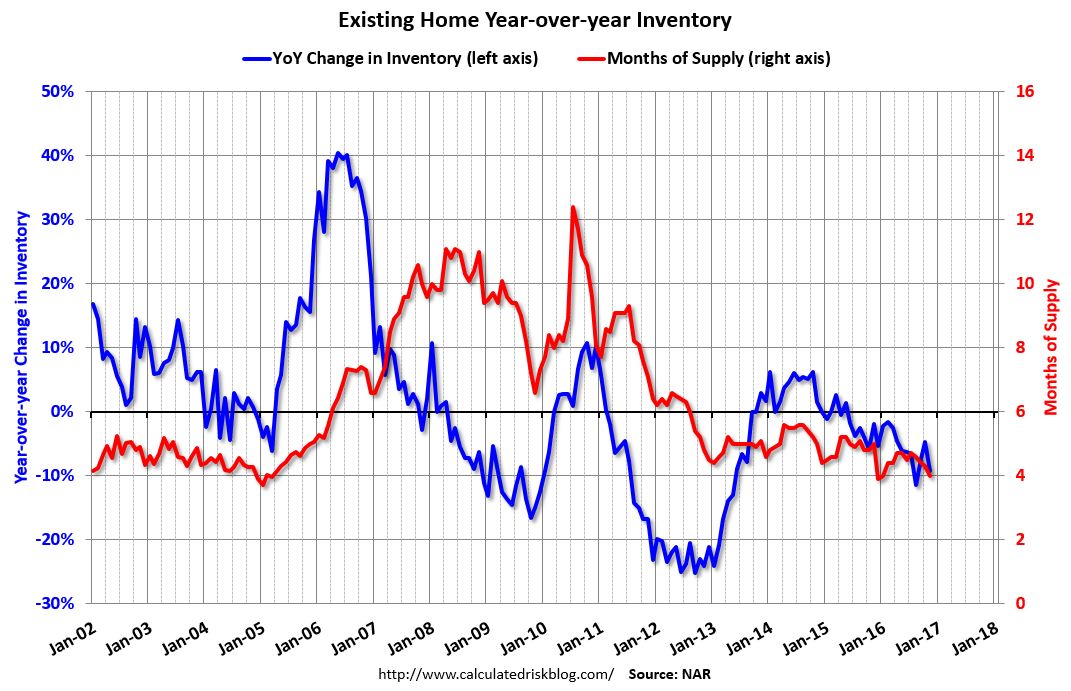 Existing Home Year-over-year Inventory
YoY Change in Inventory (left axis) Months of Supply (right axis)
50% 16
40% 14
30% 12
20% 10
10% 8
0% 6
-10% 4
-20% 2
-30% 0
Year-over-year Change in Inventory
Months of Supply
Jan-02 Jan-03 Jan-04 Jan-05 Jan-06 Jan-07 Jan-08 Jan-09 Jan-10 Jan-11 Jan-12 Jan-13 Jan-14 Jan-15 Jan-16 Jan-17 Jan-18
http://www.calculatedriskblog.com/ Source: NAR